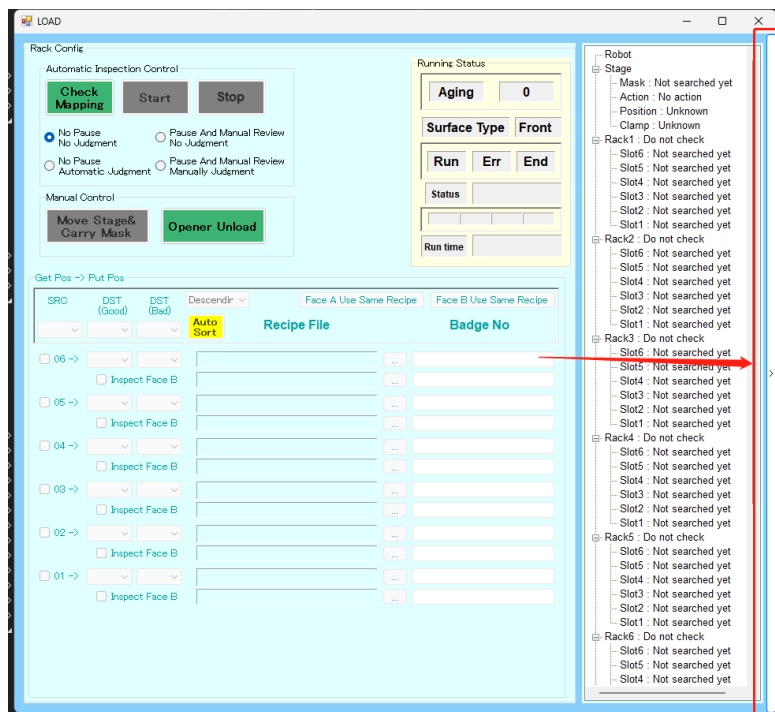 LOAD
Rack Config
Automatic Inspection Control
Check Mapping
Start
Stop
No Pause
No Judgment
Pause And Manual Review
No Judgment
No Pause
Automatic Judgment
Pause And Manual Review
Manually Judgment
Manual Control
Move Stage&
Carry Mask
Opener Unload
Running Status
Aging
0
Surface Type
Front
Run
Err
End
Status
Run time
Get Pos -> Put Pos
SRC
DST
(Good)
DST
(Bad)
Descendir
Face A Use Same Recipe
Face B Use Same Recipe
Auto
Sort
Recipe File
Badge No
06 ->
...
Inspect Face B
...
05 ->
...
Inspect Face B
...
04 ->
...
Inspect Face B
...
03 ->
...
Inspect Face B
...
02 ->
...
Inspect Face B
...
01 ->
...
Inspect Face B
...
Robot
Stage
Mask : Not searched yet
Action : No action
Position : Unknown
Clamp : Unknown
Rack1 : Do not check
Slot6 : Not searched yet
Slot5 : Not searched yet
Slot4 : Not searched yet
Slot3 : Not searched yet
Slot2 : Not searched yet
Slot1 : Not searched yet
Rack2 : Do not check
Slot6 : Not searched yet
Slot5 : Not searched yet
Slot4 : Not searched yet
Slot3 : Not searched yet
Slot2 : Not searched yet
Slot1 : Not searched yet
Rack3 : Do not check
Slot6 : Not searched yet
Slot5 : Not searched yet
Slot4 : Not searched yet
Slot3 : Not searched yet
Slot2 : Not searched yet
Slot1 : Not searched yet
Rack4 : Do not check
Slot6 : Not searched yet
Slot5 : Not searched yet
Slot4 : Not searched yet
Slot3 : Not searched yet
Slot2 : Not searched yet
Slot1 : Not searched yet
Rack5 : Do not check
Slot6 : Not searched yet
Slot5 : Not searched yet
Slot4 : Not searched yet
Slot3 : Not searched yet
Slot2 : Not searched yet
Slot1 : Not searched yet
Rack6 : Do not check
Slot6 : Not searched yet
Slot5 : Not searched yet
Slot4 : Not searched yet